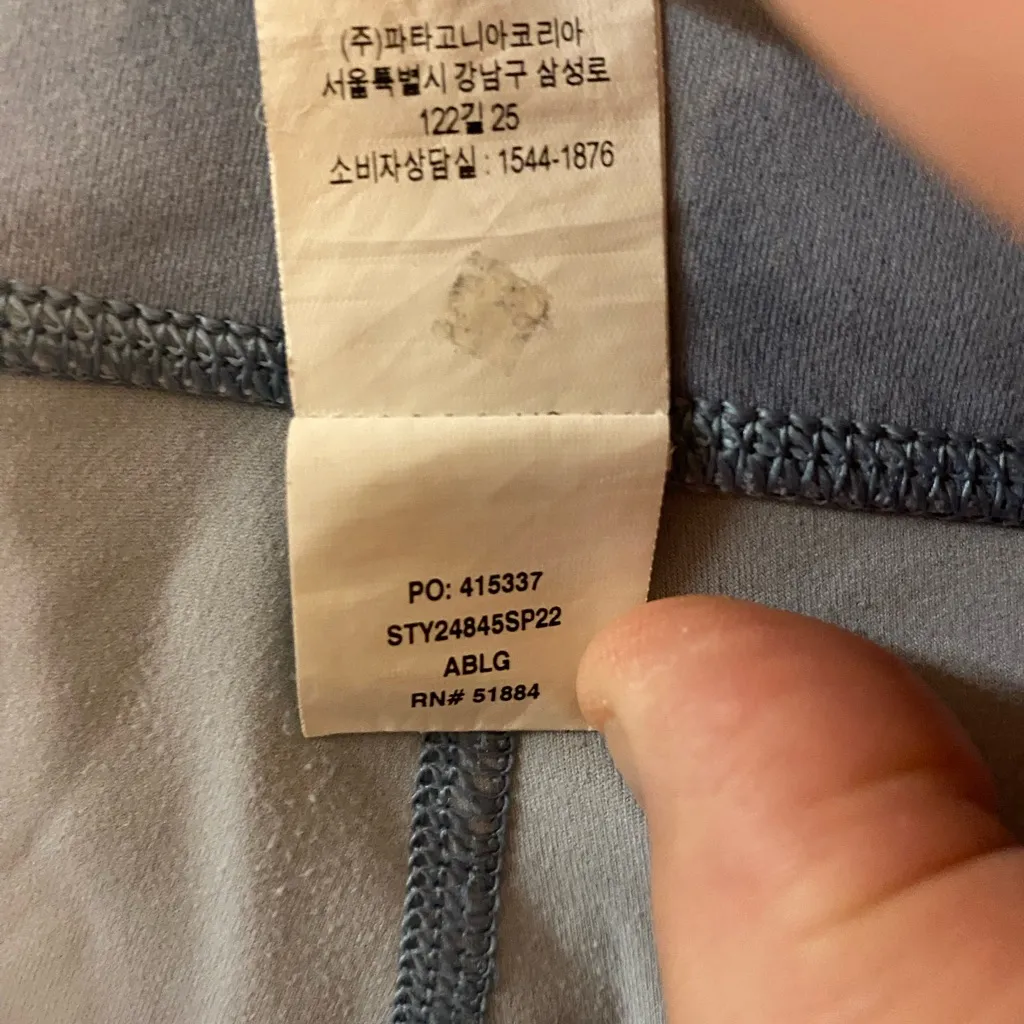 (주)파타고니아코리아
서울특별시 강남구 삼성로
122길 25
소비자상담실 : 1544-1876
PO: 415337
STY24845SP22
ABLG
RN# 51884